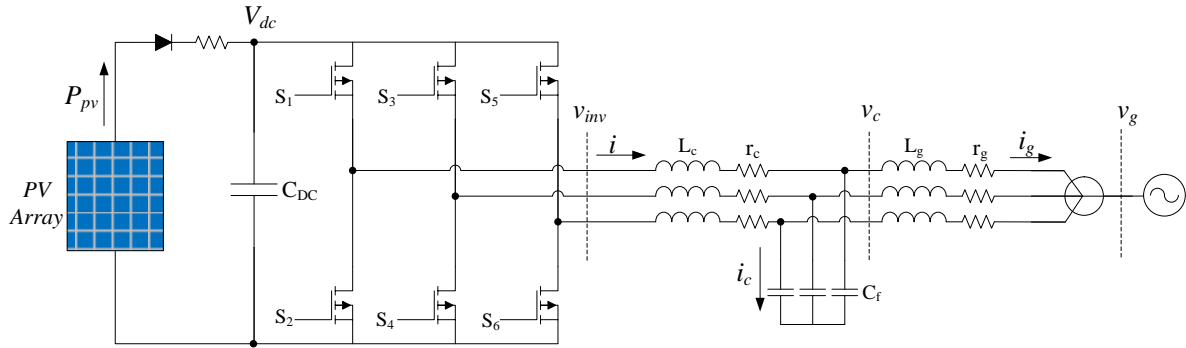 V_dc
P_pv
PV
Array
C_DC
S_1
S_3
S_5
S_2
S_4
S_6
v_inv
i
L_c
r_c
v_c
L_g
r_g
i_g
v_g
i_c
C_f